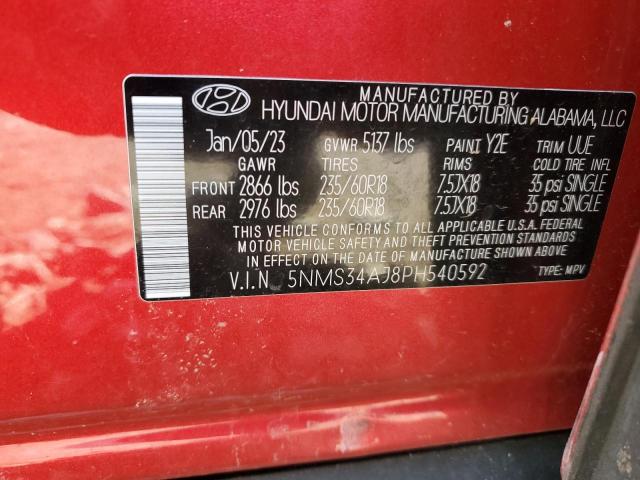 MANUFACTURED BY
HYUNDAI MOTOR MANUFACTURING ALABAMA, LLC
Jan/05/23 GVWR 5137 lbs PAINT Y2E TRIM UUF
GAWR TIRES RIMS COLD TIRE INFL
FRONT 2866 lbs 235/60R18 7.5JX18 35 psi SINGLE
REAR 2976 lbs 235/60R18 7.5JX18 35 psi SINGLE
THIS VEHICLE CONFORMS TO ALL APPLICABLE U.S.A. FEDERAL
MOTOR VEHICLE SAFETY AND THEFT PREVENTION STANDARDS
IN EFFECT ON THE DATE OF MANUFACTURE SHOWN ABOVE.
V.I.N 5NMS34AJ8PH540592 TYPE: MPV